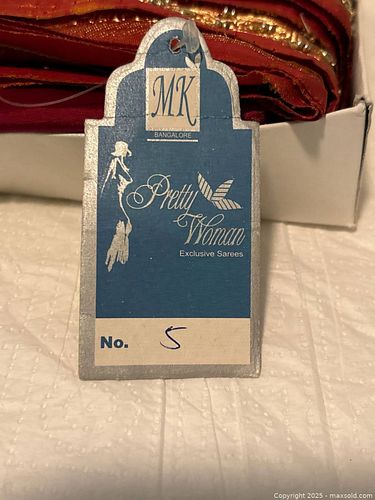 MK
BANGALORE
Pretty
Woman
Exclusive Sarees
No. 5
Copyright 2025 - maxsold.com